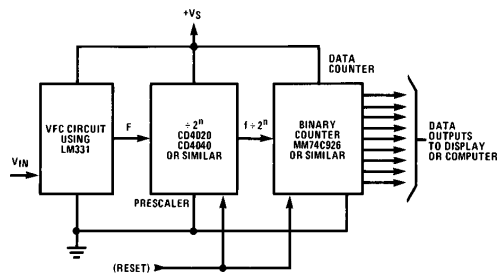 +VS
DATA
COUNTER
VFC CIRCUIT
USING
LM331
F
÷2ⁿ
CD4020
CD4040
OR SIMILAR
f÷2ⁿ
BINARY
COUNTER
MM74C926
OR SIMILAR
DATA
OUTPUTS
TO DISPLAY
OR COMPUTER
VIN
PRESCALER
(RESET)